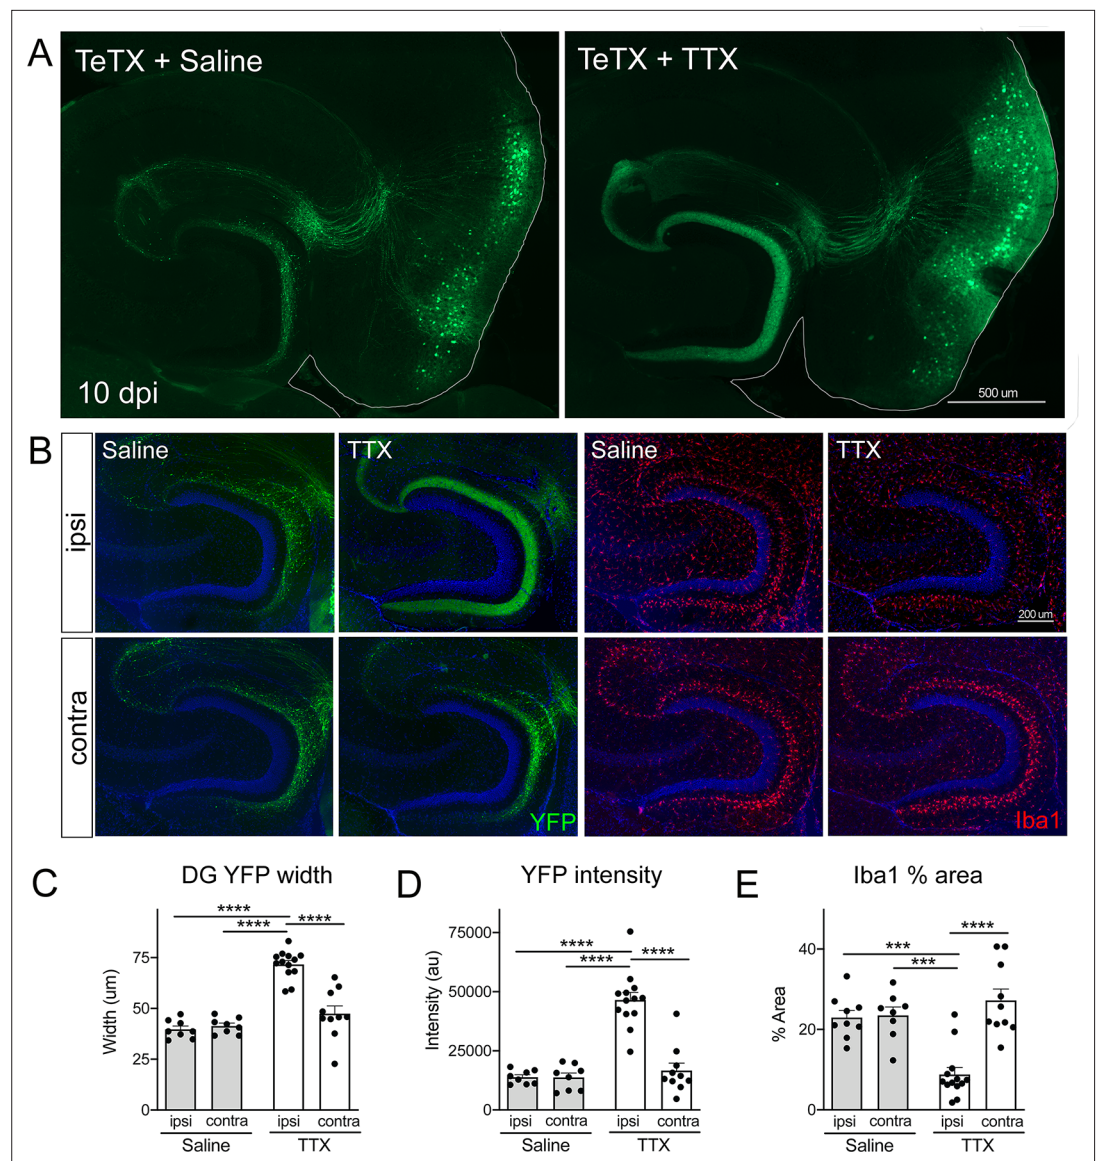 A
TeTX + Saline
TeTX + TTX
10 dpi
500 um
B
Saline
TTX
Saline
TTX
ipsi
200 um
contra
YFP
Iba1
C
DG YFP width
D
YFP intensity
E
Iba1 % area
****
****
****
Width (um)
75
50
25
0
ipsi
contra
ipsi
contra
Saline
TTX
****
****
****
Intensity (au)
75000
50000
25000
0
ipsi
contra
ipsi
contra
Saline
TTX
****
***
***
% Area
40
20
0
ipsi
contra
ipsi
contra
Saline
TTX